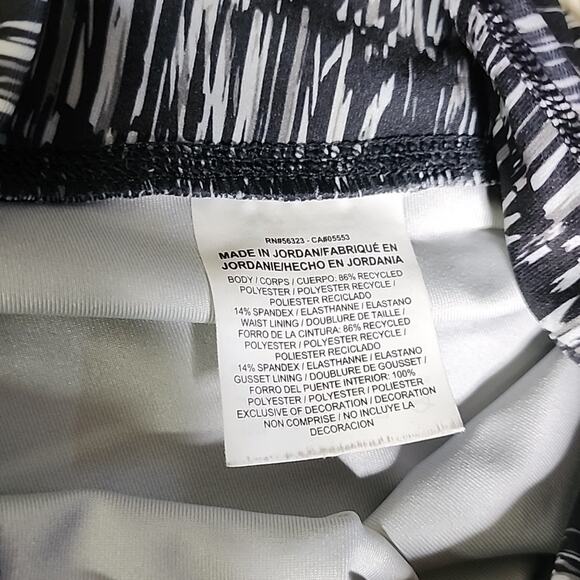 RN#56323 - CA#05553
MADE IN JORDAN/FABRIQUÉ EN
JORDANIE/HECHO EN JORDANIA
BODY / CORPS / CUERPO: 86% RECYCLED
POLYESTER / POLYESTER RECYCLE /
POLIESTER RECICLADO
14% SPANDEX / ELASTHANNE / ELASTANO
WAIST LINING / DOUBLURE DE TAILLE /
FORRO DE LA CINTURA: 86% RECYCLED
POLYESTER / POLYESTER RECYCLE /
POLIESTER RECICLADO
14% SPANDEX / ELASTHANNE / ELASTANO
GUSSET LINING / DOUBLURE DE GOUSSET /
FORRO DEL PUENTE INTERIOR: 100%
POLYESTER / POLYESTER / POLIESTER
EXCLUSIVE OF DECORATION / DECORATION
NON COMPRISE / NO INCLUYE LA
DECORACION